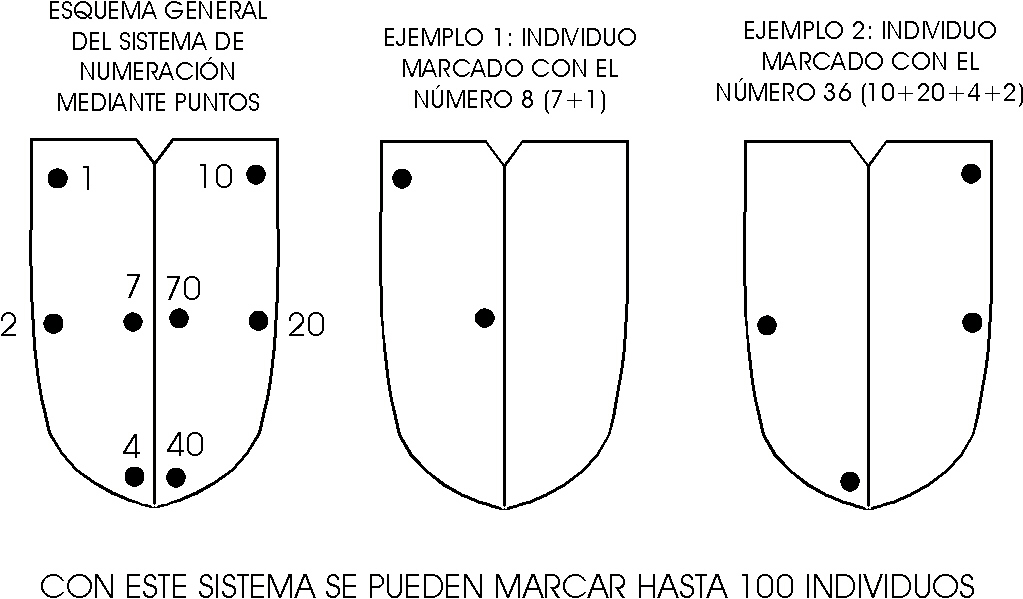 ESQUEMA GENERAL
DEL SISTEMA DE
NUMERACIÓN
MEDIANTE PUNTOS
EJEMPLO 1: INDIVIDUO
MARCADO CON EL
NÚMERO 8 (7+1)
EJEMPLO 2: INDIVIDUO
MARCADO CON EL
NÚMERO 36 (10+20+4+2)
1 10
7 70
2 20
4 40
CON ESTE SISTEMA SE PUEDEN MARCAR HASTA 100 INDIVIDUOS